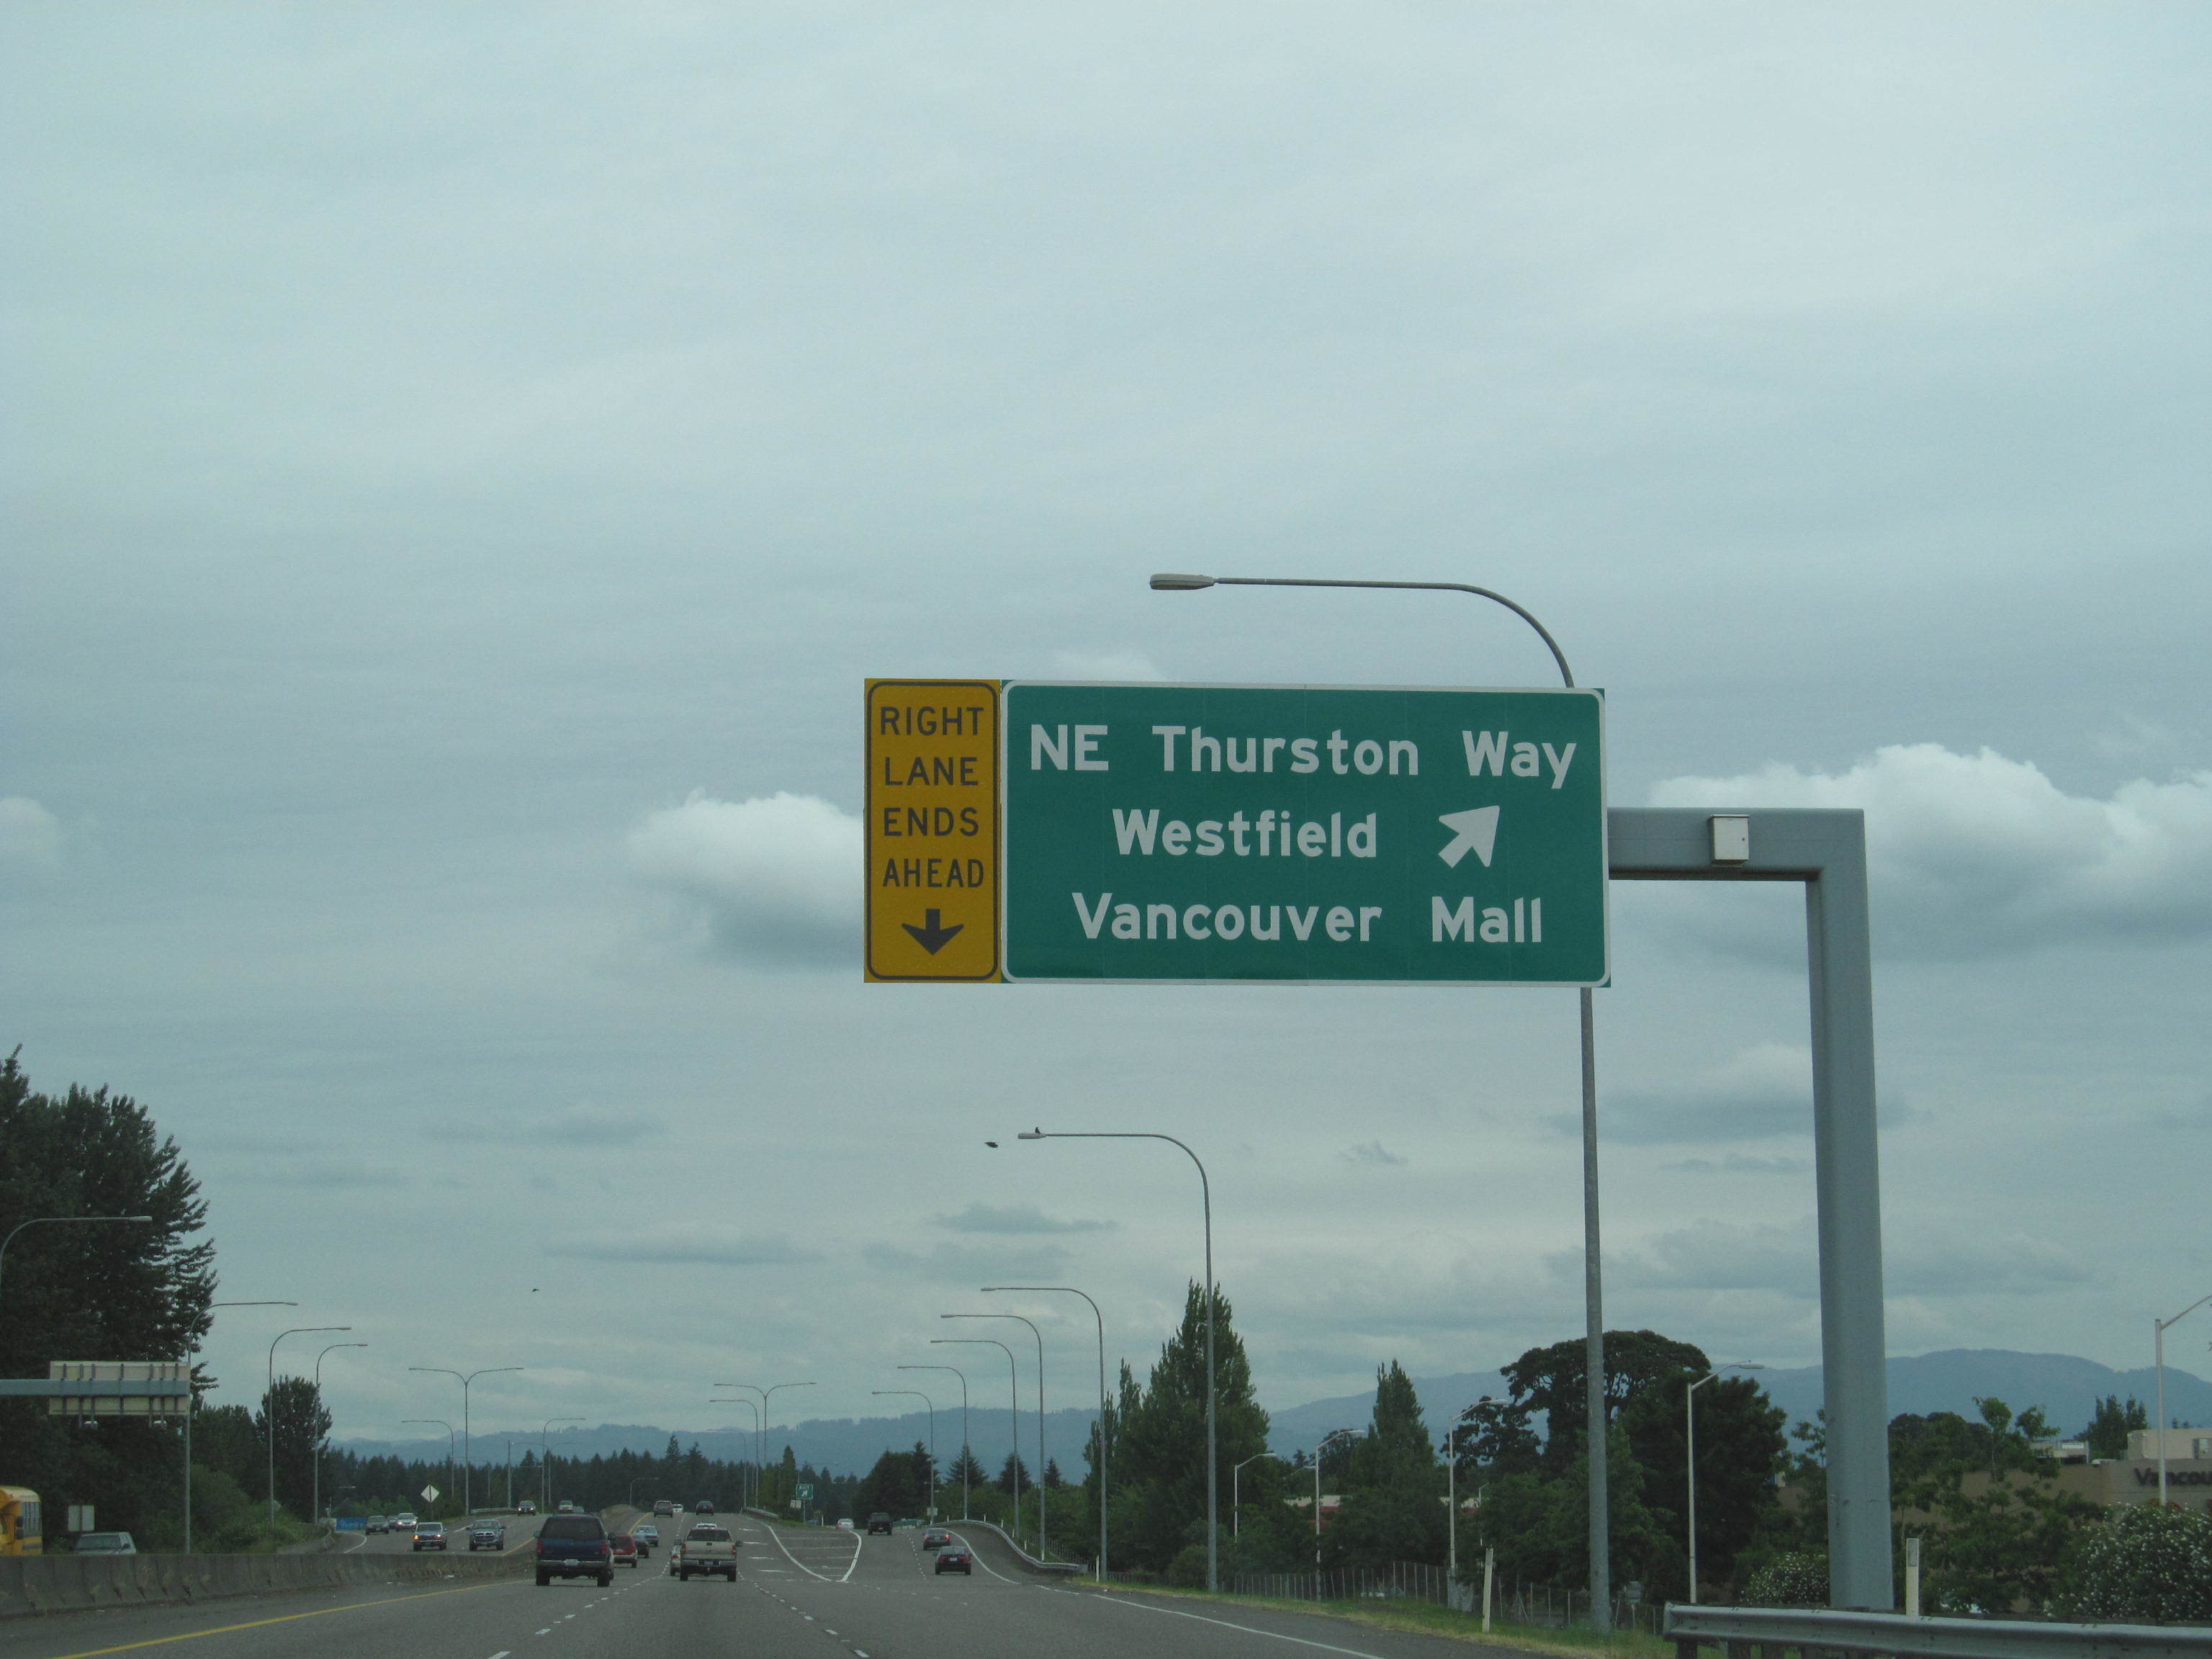 RIGHT
LANE
ENDS
AHEAD
NE Thurston Way
Westfield
Vancouver Mall